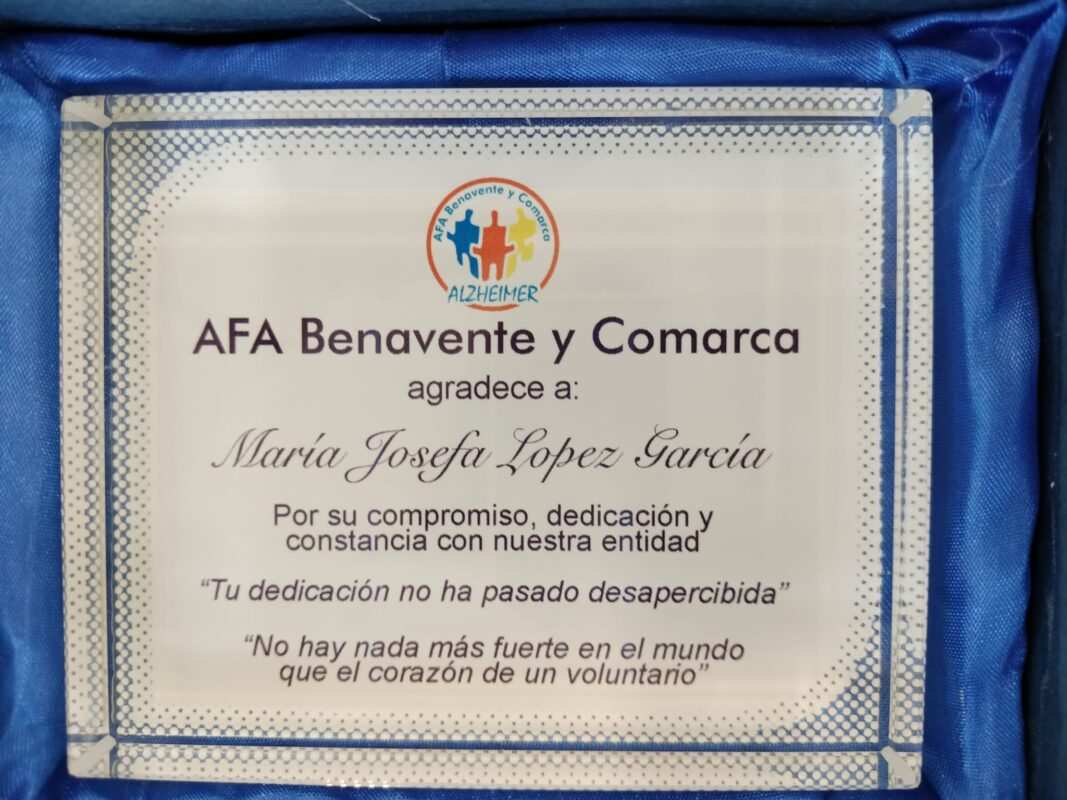 AFA Benavente y Comarca
ALZHEIMER
AFA Benavente y Comarca
agradece a:
María Josefa Lopez García
Por su compromiso, dedicación y
constancia con nuestra entidad
“Tu dedicación no ha pasado desapercibida”
“No hay nada más fuerte en el mundo
que el corazón de un voluntario”